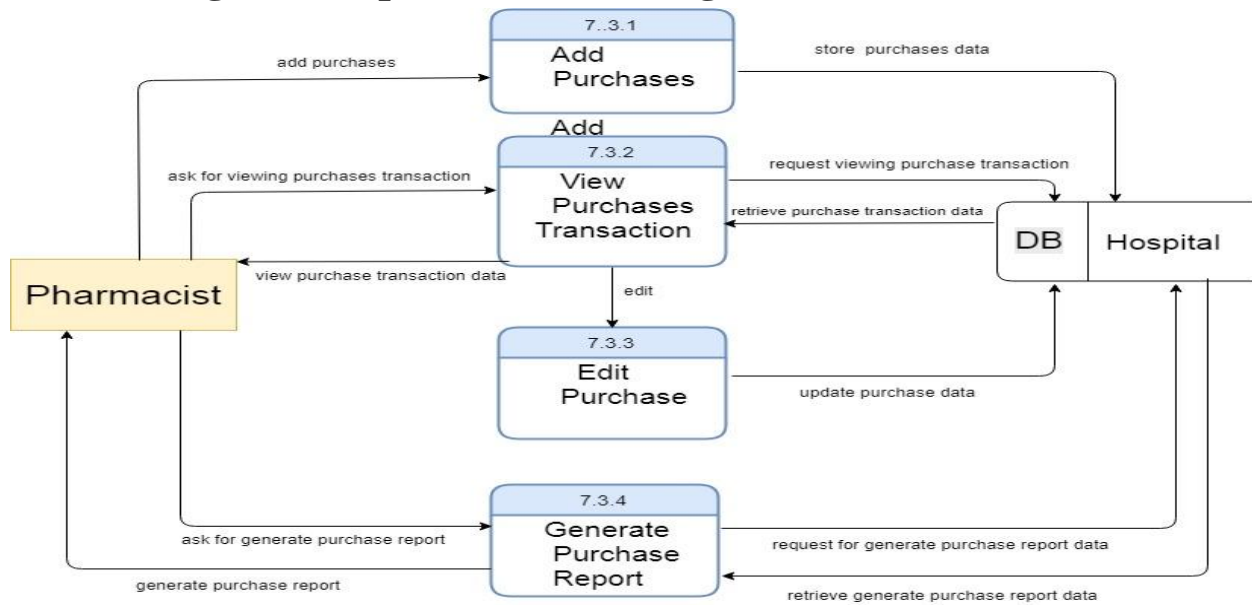 7..3.1
Add
Purchases
add purchases
store purchases data
Add
7.3.2
View
Purchases
Transaction
ask for viewing purchases transaction
request viewing purchase transaction
retrieve purchase transaction data
DB
Hospital
view purchase transaction data
Pharmacist
edit
7.3.3
Edit
Purchase
update purchase data
7.3.4
Generate
Purchase
Report
ask for generate purchase report
request for generate purchase report data
generate purchase report
retrieve generate purchase report data